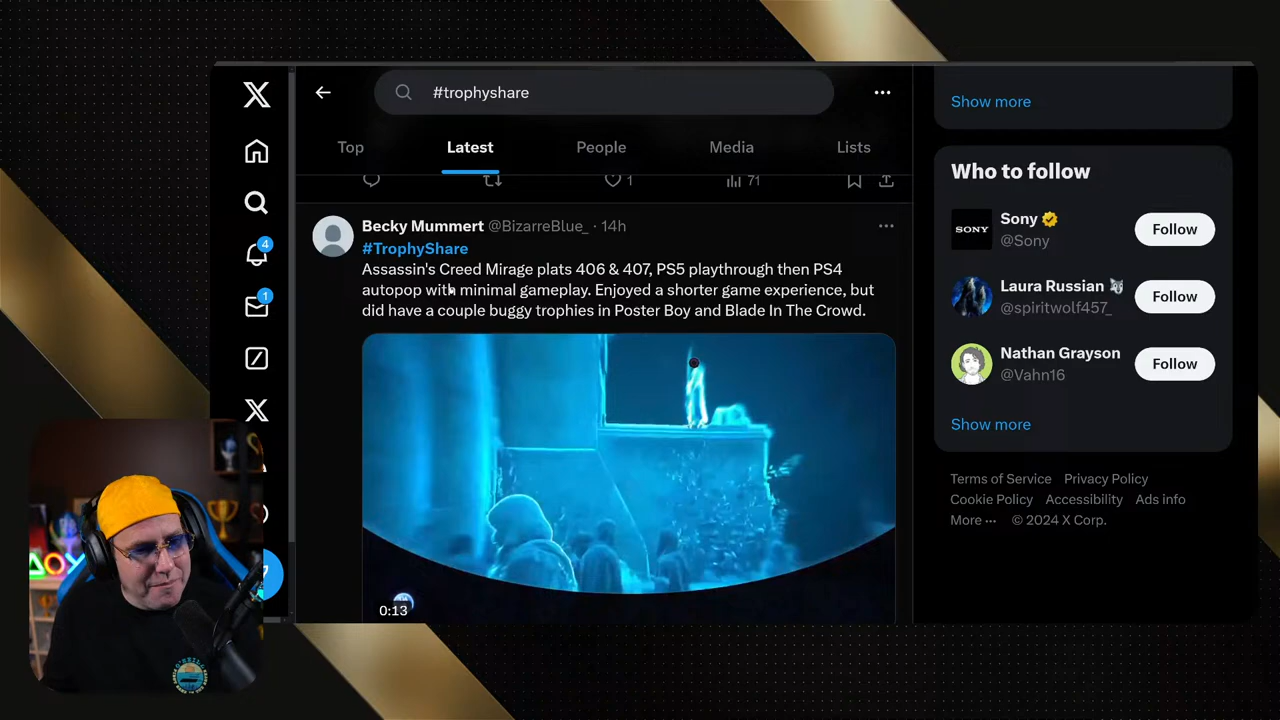 #trophyshare
Show more
Top
Latest
People
Media
Lists
1
71
Who to follow
Becky Mummert @BizarreBlue_ · 14h
#TrophyShare
Assassin's Creed Mirage plats 406 & 407, PS5 playthrough then PS4
autopop with minimal gameplay. Enjoyed a shorter game experience, but
did have a couple buggy trophies in Poster Boy and Blade In The Crowd.
0:13
SONY
Sony
@Sony
Follow
Laura Russian
@spiritwolf457_
Follow
Nathan Grayson
@Vahn16
Follow
Show more
Terms of Service Privacy Policy
Cookie Policy Accessibility Ads info
More ··· © 2024 X Corp.
4
1